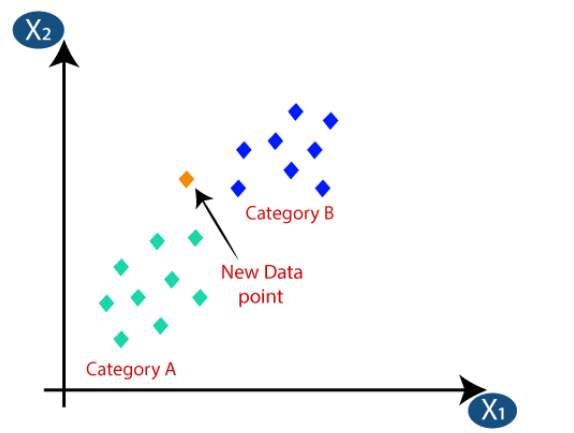 X₂
Category B
New Data
point
Category A
X₁